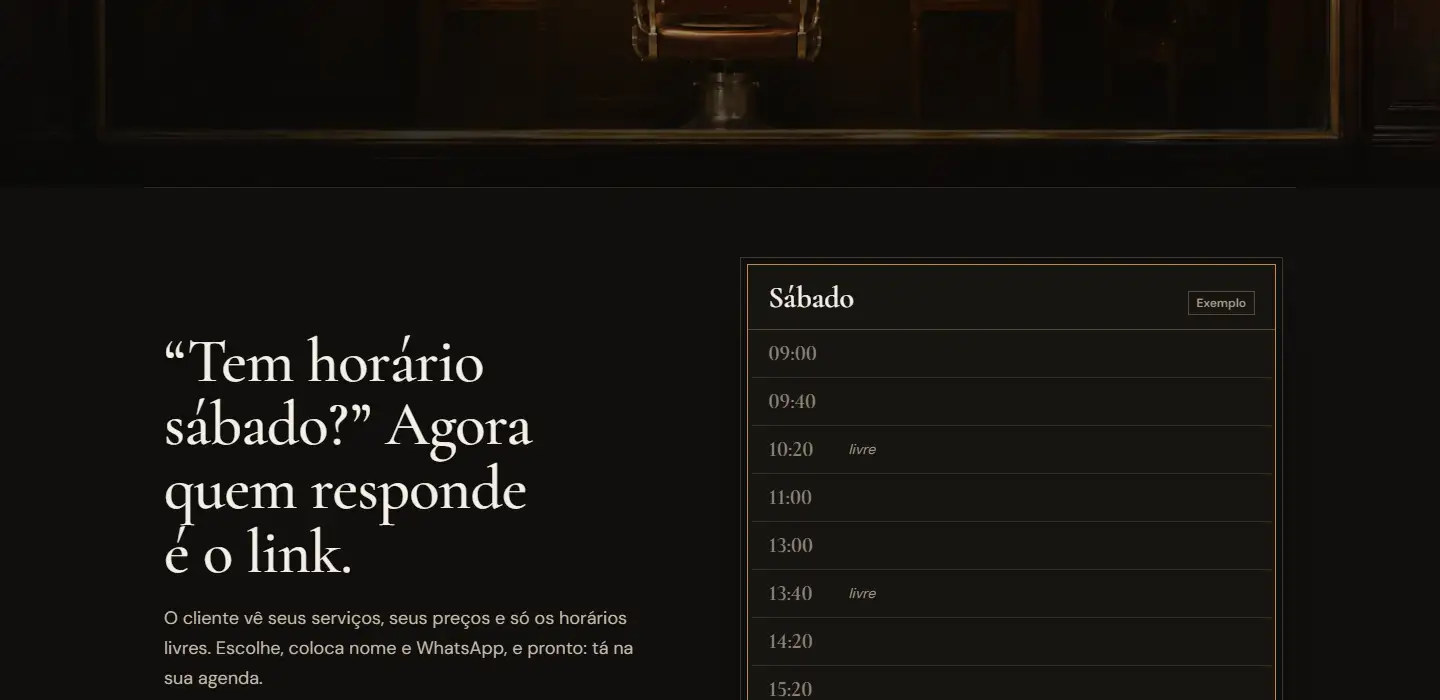 “Tem horário
sábado?” Agora
quem responde
é o link.
O cliente vê seus serviços, seus preços e só os horários
livres. Escolhe, coloca nome e WhatsApp, e pronto: tá na
sua agenda.
Sábado
Exemplo
09:00
09:40
10:20 livre
11:00
13:00
13:40 livre
14:20
15:20